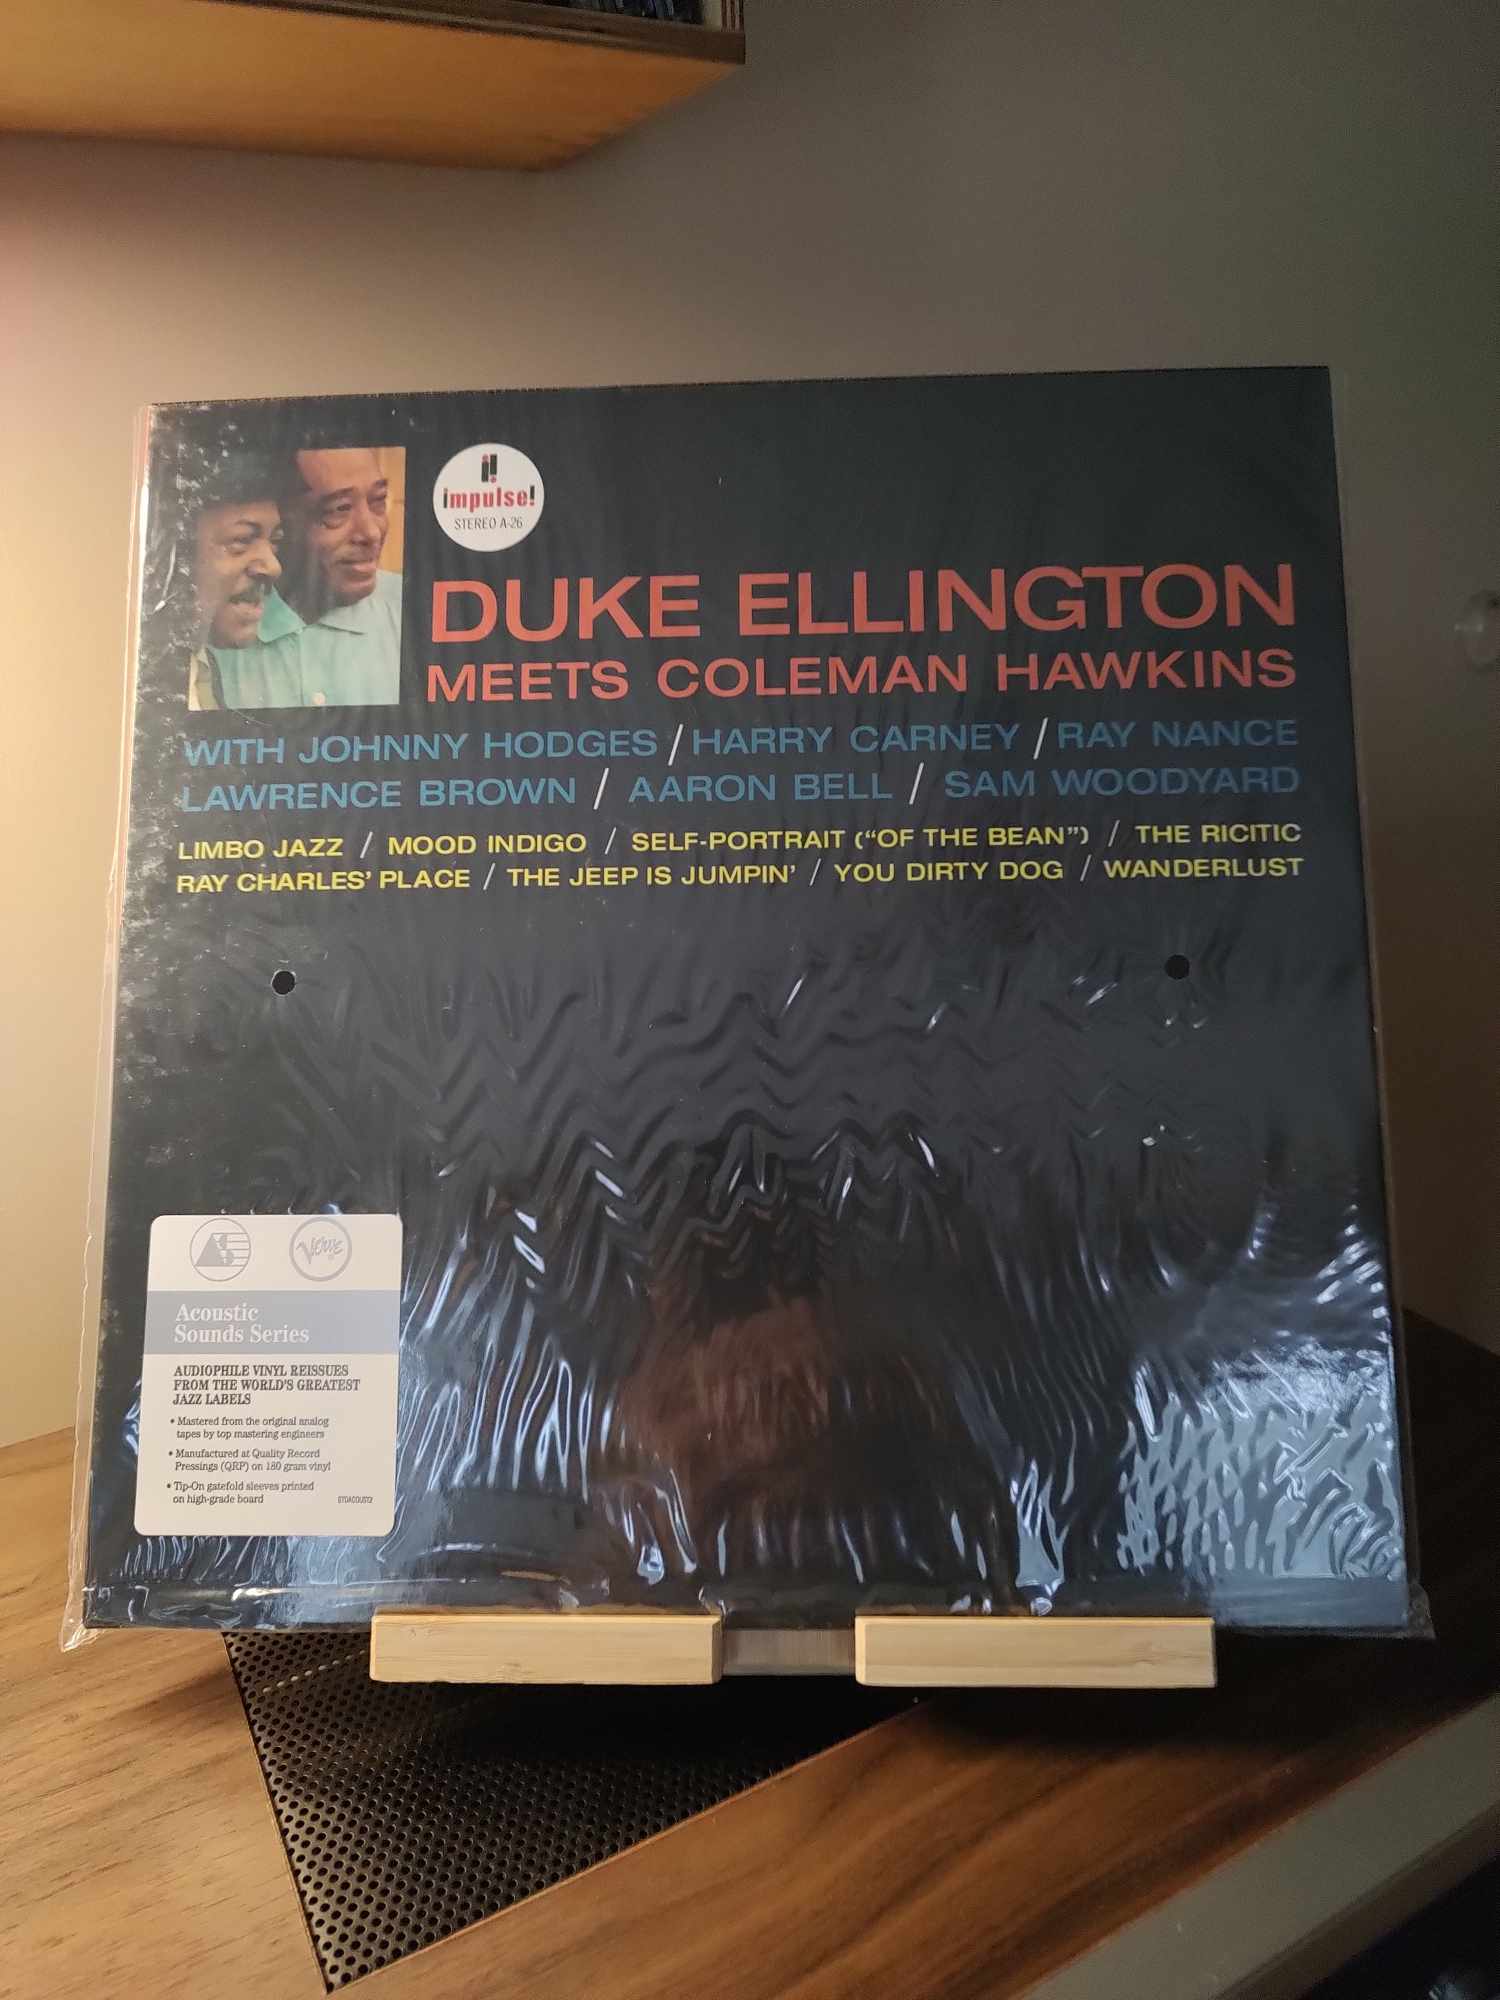 impulse!
STEREO A-26
DUKE ELLINGTON
MEETS COLEMAN HAWKINS
WITH JOHNNY HODGES / HARRY CARNEY / RAY NANCE
LAWRENCE BROWN / AARON BELL / SAM WOODYARD
LIMBO JAZZ / MOOD INDIGO / SELF-PORTRAIT (“OF THE BEAN”) / THE RICITIC
RAY CHARLES’ PLACE / THE JEEP IS JUMPIN’ / YOU DIRTY DOG / WANDERLUST
AS Verve
Acoustic
Sounds Series
AUDIOPHILE VINYL REISSUES
FROM THE WORLD'S GREATEST
JAZZ LABELS
• Mastered from the original analog
tapes by top mastering engineers
• Manufactured at Quality Record
Pressings (QRP) on 180 gram vinyl
• Tip-On gatefold sleeves printed
on high-grade board